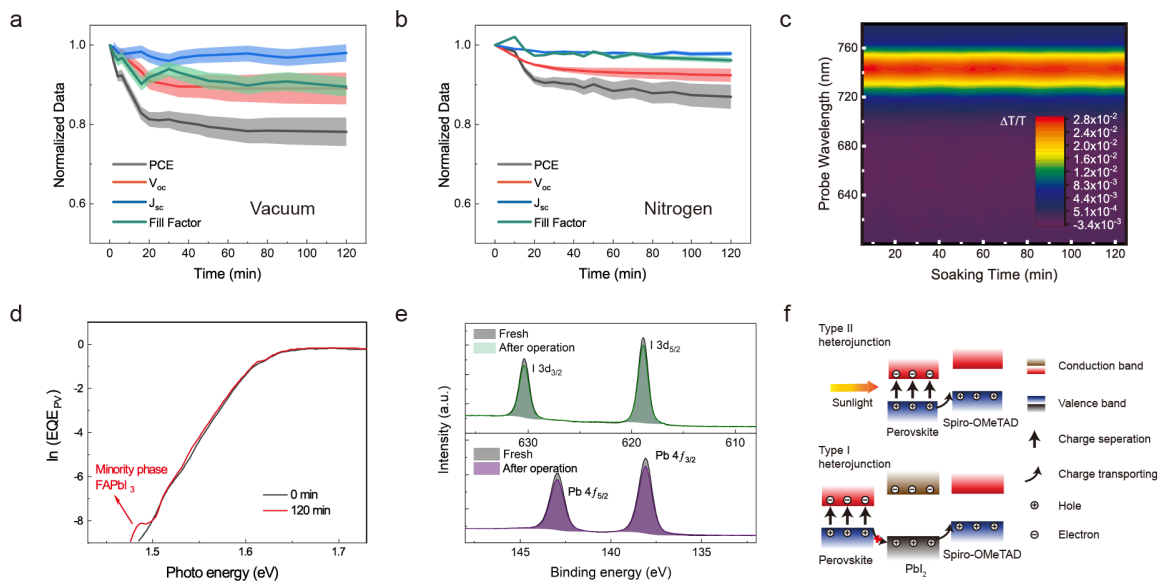 a
1.0
0.8
0.6
Normalized Data
PCE
V_oc
J_sc
Fill Factor
Vacuum
0 20 40 60 80 100 120
Time (min)
b
1.0
0.8
0.6
Normalized Data
PCE
V_oc
J_sc
Fill Factor
Nitrogen
0 20 40 60 80 100 120
Time (min)
c
760
720
680
640
Probe Wavelength (nm)
ΔT/T
2.8x10⁻²
2.4x10⁻²
2.0x10⁻²
1.6x10⁻²
1.2x10⁻²
8.3x10⁻³
4.4x10⁻³
5.1x10⁻⁴
-3.4x10⁻³
20 40 60 80 100 120
Soaking Time (min)
d
0
-2
-4
-6
-8
ln (EQE_PV)
Minority phase
FAPbI ₃
0 min
120 min
1.5 1.6 1.7
Photo energy (eV)
e
Intensity (a.u.)
Fresh
After operation
I 3d₃/₂
I 3d₅/₂
630 620 610
Fresh
After operation
Pb 4f₅/₂
Pb 4f₃/₂
145 140 135
Binding energy (eV)
f
Type II
heterojunction
Sunlight
Perovskite
Spiro-OMeTAD
Type I
heterojunction
Perovskite
PbI₂
Spiro-OMeTAD
Conduction band
Valence band
Charge seperation
Charge transporting
Hole
Electron